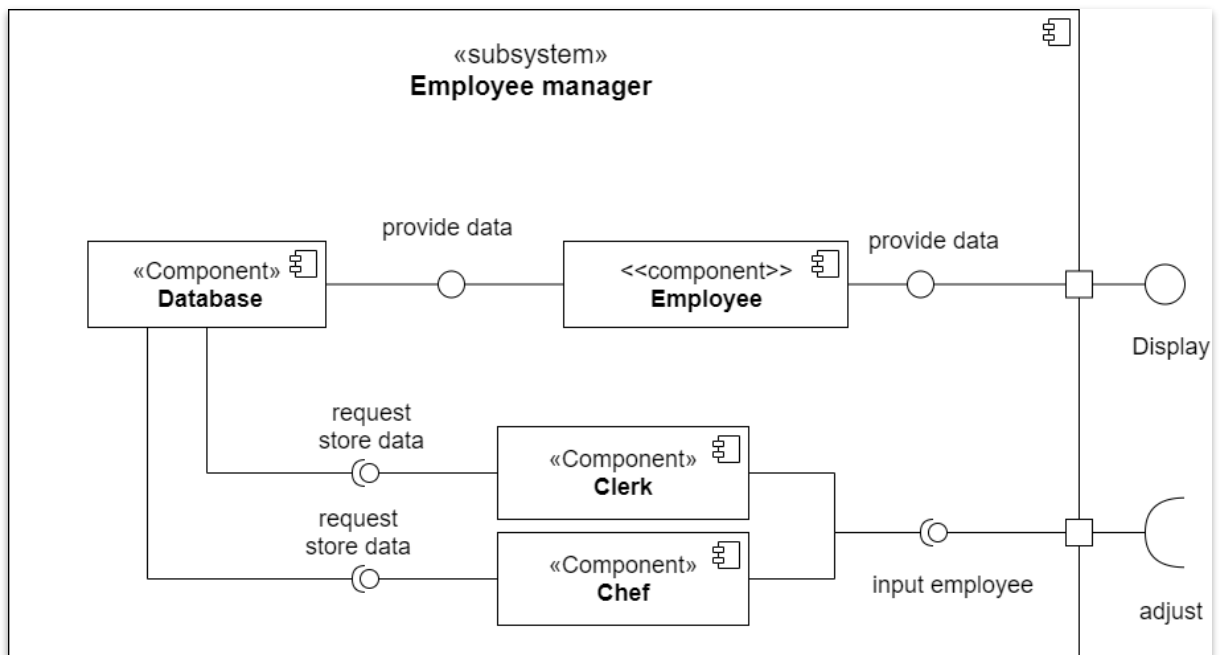 «subsystem»
Employee manager
provide data
provide data
«Component»
Database
<<component>>
Employee
Display
request
store data
«Component»
Clerk
request
store data
«Component»
Chef
input employee
adjust